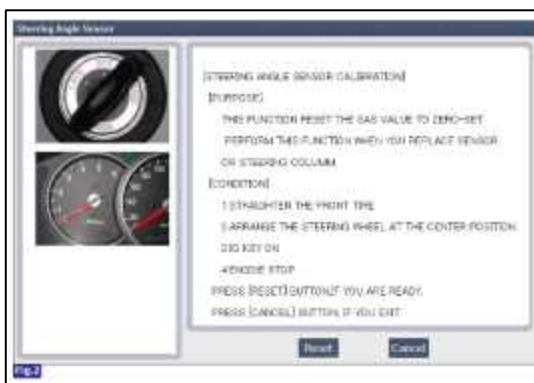 Steering Angle Sensor
[STEERING ANGLE SENSOR CALIBRATION]
[PURPOSE]
THIS FUNCTION RESET THE SAS VALUE TO ZERO-SET
PERFORM THIS FUNCTION WHEN YOU REPLACE SENSOR
OR STEERING COLUMN
[CONDITION]
1.STRAIGHTEN THE FRONT TIRE
2.ARRANGE THE STEERING WHEEL AT THE CENTER POSITION
3.IG KEY ON
4.ENGINE STOP
PRESS [RESET] BUTTON,IF YOU ARE READY.
PRESS [CANCEL] BUTTON, IF YOU EXIT
Reset
Cancel
Fig.2